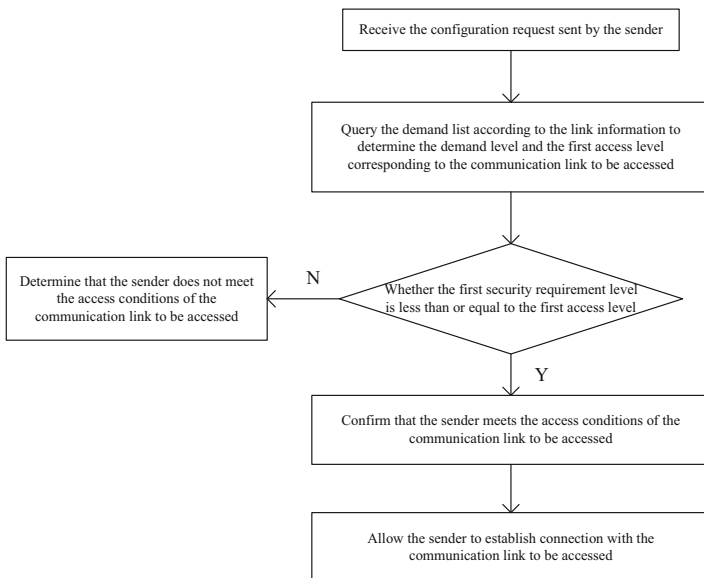 Receive the configuration request sent by the sender
Query the demand list according to the link information to
determine the demand level and the first access level
corresponding to the communication link to be accessed
Whether the first security requirement level
is less than or equal to the first access level
N
Determine that the sender does not meet
the access conditions of the
communication link to be accessed
Y
Confirm that the sender meets the access conditions of the
communication link to be accessed
Allow the sender to establish connection with the
communication link to be accessed